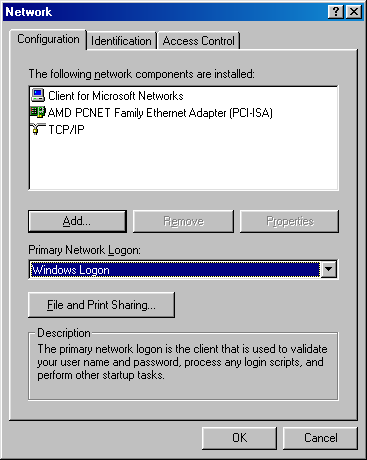 Network
Configuration Identification Access Control
The following network components are installed:
Client for Microsoft Networks
AMD PCNET Family Ethernet Adapter (PCI-ISA)
TCP/IP
Add... Remove Properties
Primary Network Logon:
Windows Logon
File and Print Sharing...
Description
The primary network logon is the client that is used to validate
your user name and password, process any login scripts, and
perform other startup tasks.
OK Cancel